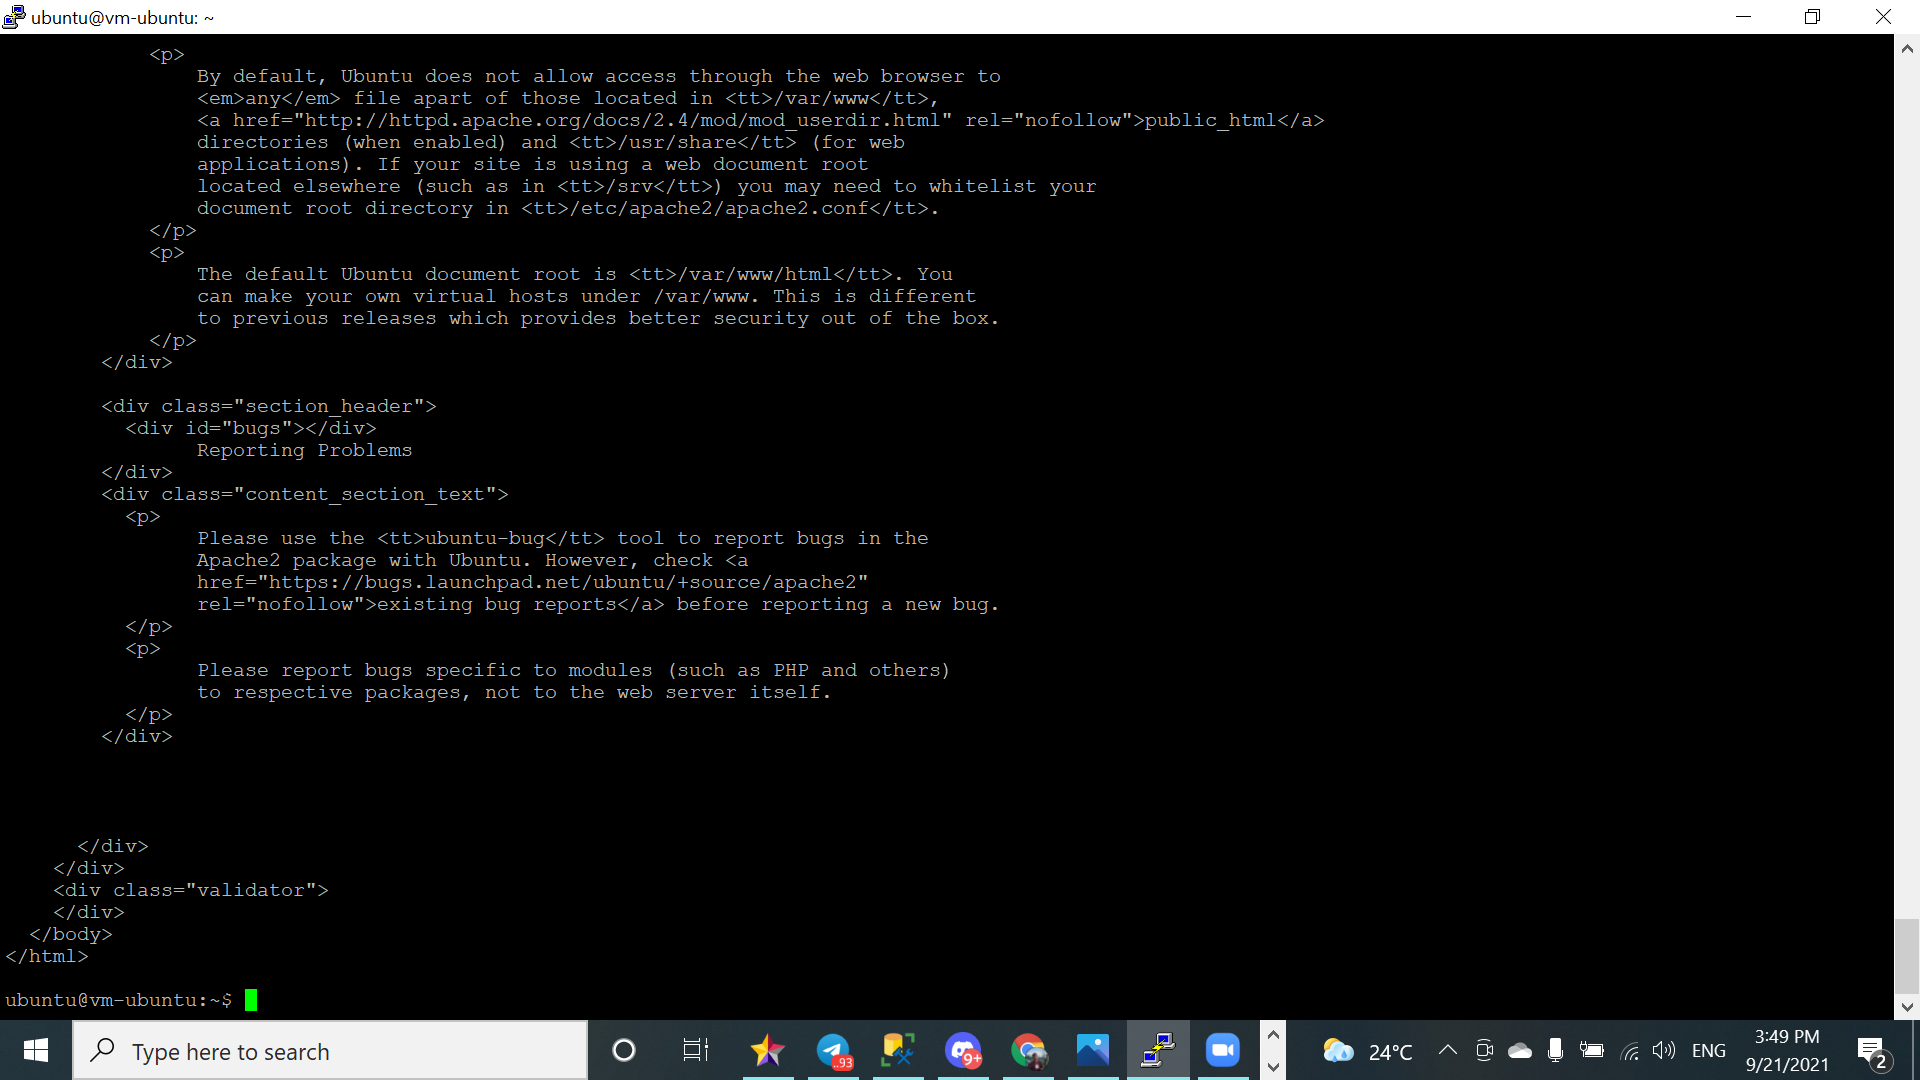 ubuntu@vm-ubuntu: ~
<p>
By default, Ubuntu does not allow access through the web browser to
<em>any</em> file apart of those located in <tt>/var/www</tt>,
<a href="http://httpd.apache.org/docs/2.4/mod/mod_userdir.html" rel="nofollow">public_html</a>
directories (when enabled) and <tt>/usr/share</tt> (for web
applications). If your site is using a web document root
located elsewhere (such as in <tt>/srv</tt>) you may need to whitelist your
document root directory in <tt>/etc/apache2/apache2.conf</tt>.
</p>
<p>
The default Ubuntu document root is <tt>/var/www/html</tt>. You
can make your own virtual hosts under /var/www. This is different
to previous releases which provides better security out of the box.
</p>
</div>
<div class="section_header">
<div id="bugs"></div>
Reporting Problems
</div>
<div class="content_section_text">
<p>
Please use the <tt>ubuntu-bug</tt> tool to report bugs in the
Apache2 package with Ubuntu. However, check <a
href="https://bugs.launchpad.net/ubuntu/+source/apache2"
rel="nofollow">existing bug reports</a> before reporting a new bug.
</p>
<p>
Please report bugs specific to modules (such as PHP and others)
to respective packages, not to the web server itself.
</p>
</div>
</div>
</div>
<div class="validator">
</div>
</body>
</html>
ubuntu@vm-ubuntu:~$
Type here to search
..93
9+
24°C
ENG
3:49 PM
9/21/2021
2